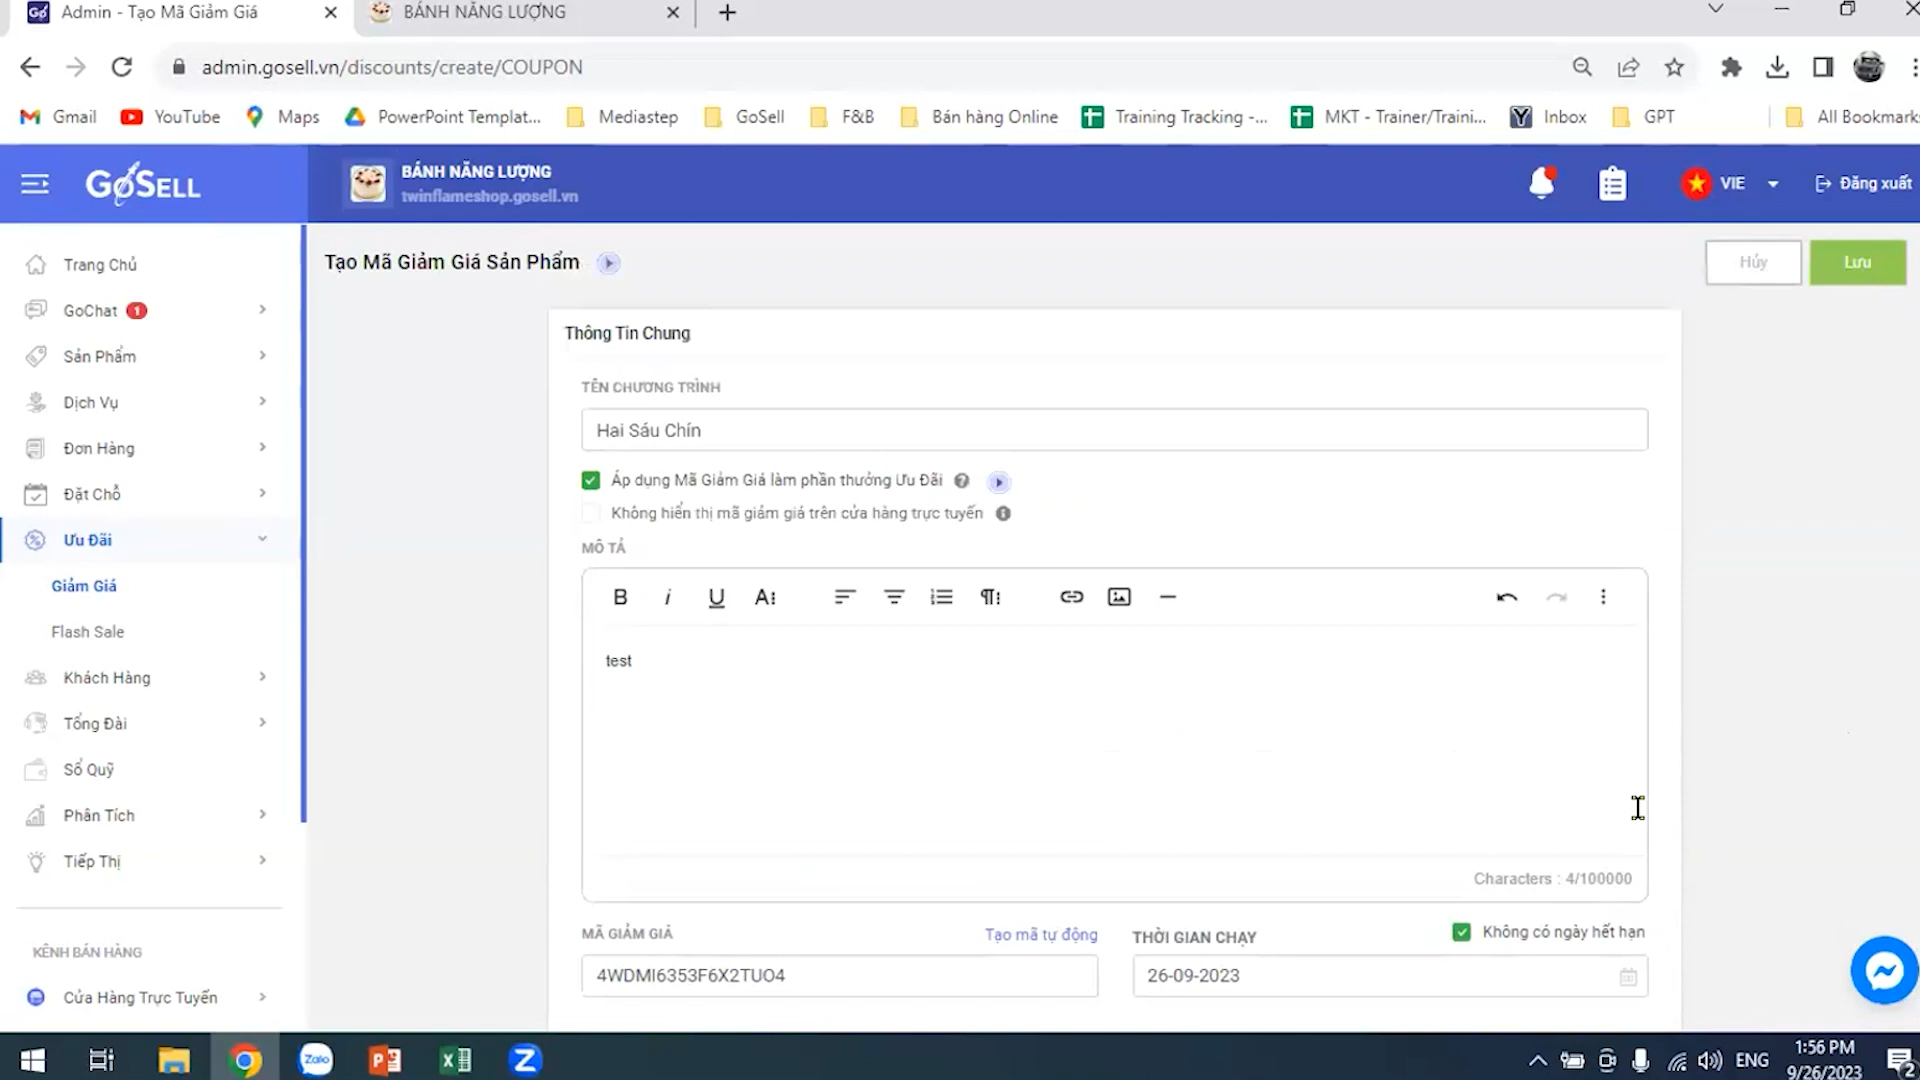 Admin - Tạo Mã Giảm Giá
BÁNH NĂNG LƯỢNG
admin.gosell.vn/discounts/create/COUPON
Gmail
YouTube
Maps
PowerPoint Templat...
Mediastep
GoSell
F&B
Bán hàng Online
Training Tracking -...
MKT - Trainer/Traini...
Inbox
GPT
All Bookmarks
GoSELL
BÁNH NĂNG LƯỢNG
twinflameshop.gosell.vn
VIE
Đăng xuất
Trang Chủ
GoChat 1
Sản Phẩm
Dịch Vụ
Đơn Hàng
Đặt Chỗ
Ưu Đãi
Giảm Giá
Flash Sale
Khách Hàng
Tổng Đài
Sổ Quỹ
Phân Tích
Tiếp Thị
KÊNH BÁN HÀNG
Cửa Hàng Trực Tuyến
Tạo Mã Giảm Giá Sản Phẩm
Hủy
Lưu
Thông Tin Chung
TÊN CHƯƠNG TRÌNH
Hai Sáu Chín
Áp dụng Mã Giảm Giá làm phần thưởng Ưu Đãi
Không hiển thị mã giảm giá trên cửa hàng trực tuyến
MÔ TẢ
test
Characters : 4/100000
MÃ GIẢM GIÁ
Tạo mã tự động
4WDMI6353F6X2TUO4
THỜI GIAN CHẠY
Không có ngày hết hạn
26-09-2023
Zalo
ENG
1:56 PM
9/26/2023
2